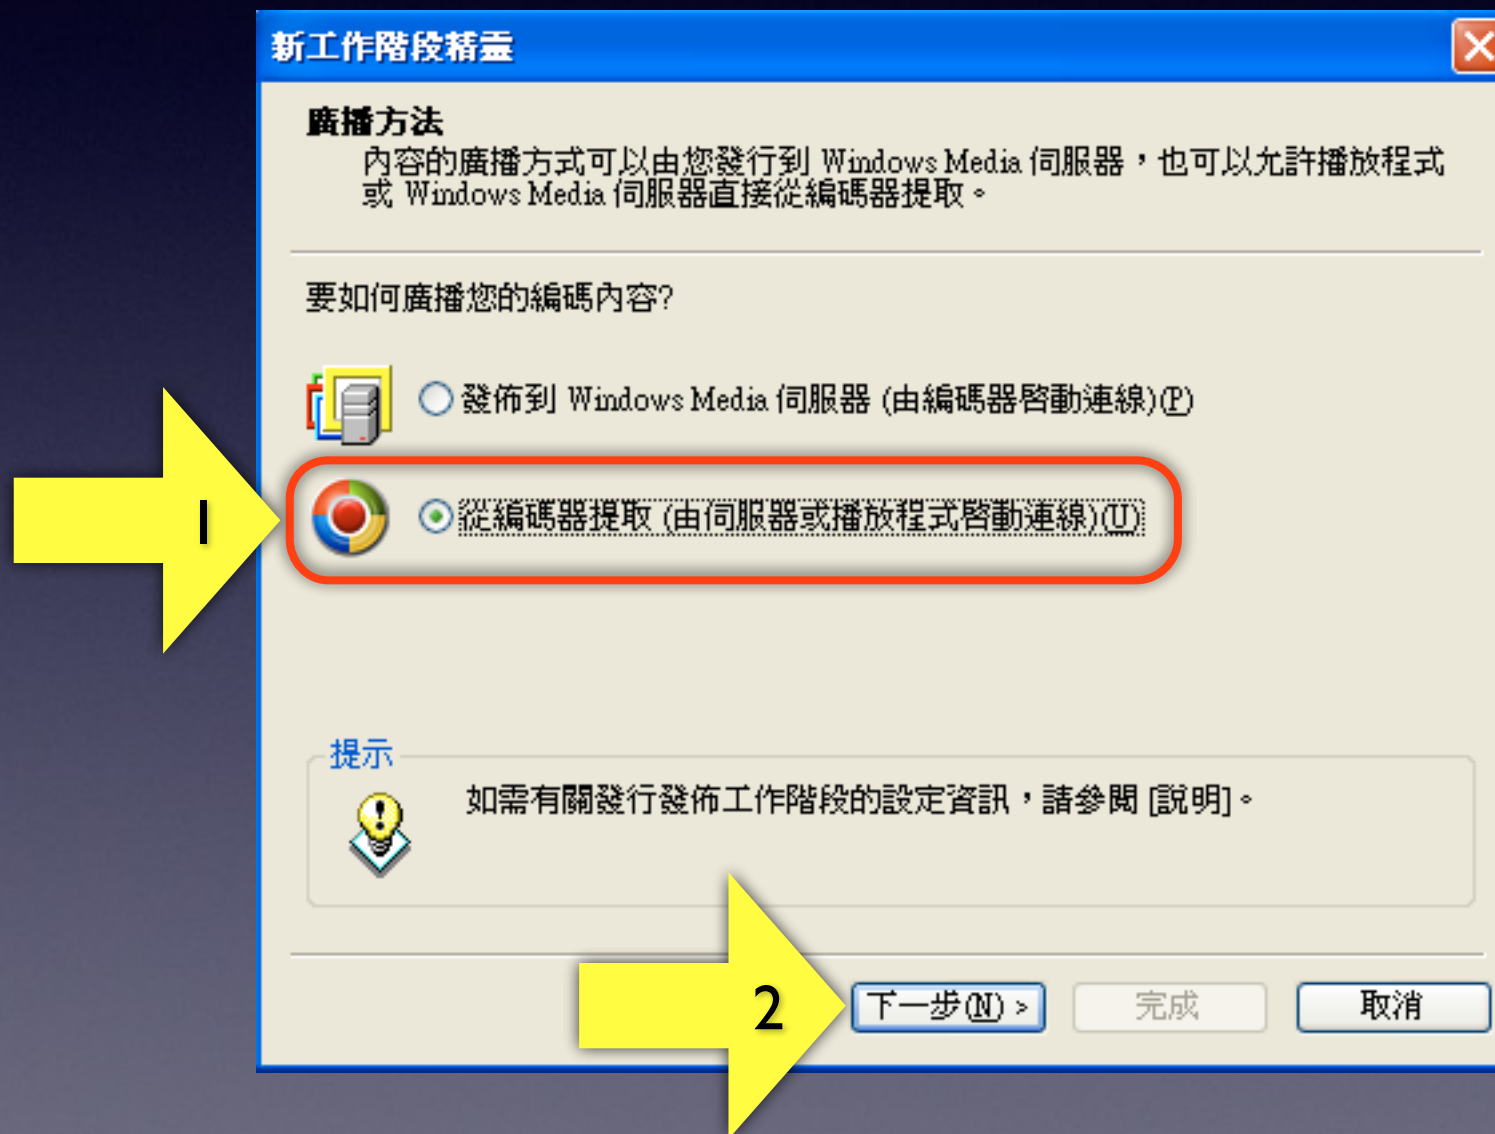 新工作階段精靈
廣播方法
內容的廣播方式可以由您發行到 Windows Media 伺服器，也可以允許播放程式
或 Windows Media 伺服器直接從編碼器提取。
要如何廣播您的編碼內容?
發佈到 Windows Media 伺服器 (由編碼器啓動連線)(P)
1
從編碼器提取 (由伺服器或播放程式啓動連線)(U)
提示
如需有關發行發佈工作階段的設定資訊，請參閱 [說明]。
2
下一步(N) >
完成
取消